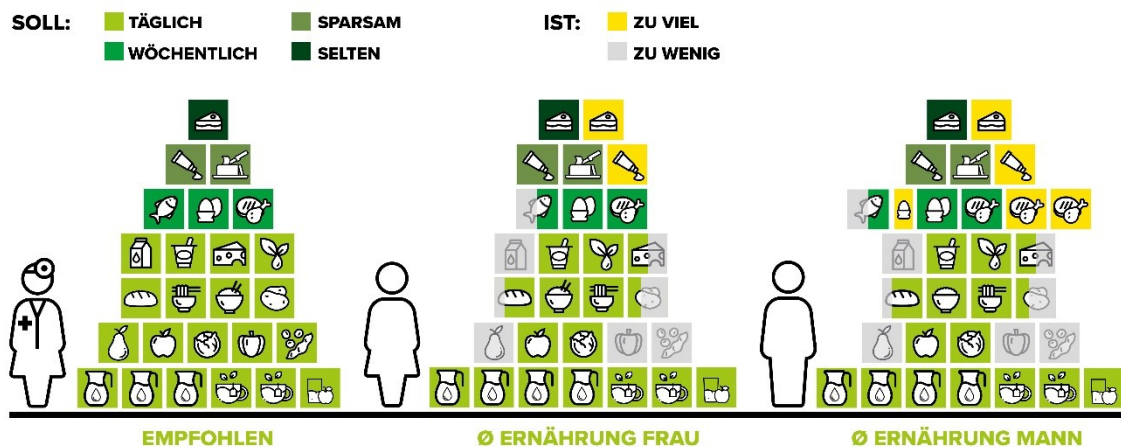 SOLL:
TÄGLICH
SPARSAM
IST:
ZU VIEL
WÖCHENTLICH
SELTEN
ZU WENIG
EMPFOHLEN
Ø ERNÄHRUNG FRAU
Ø ERNÄHRUNG MANN